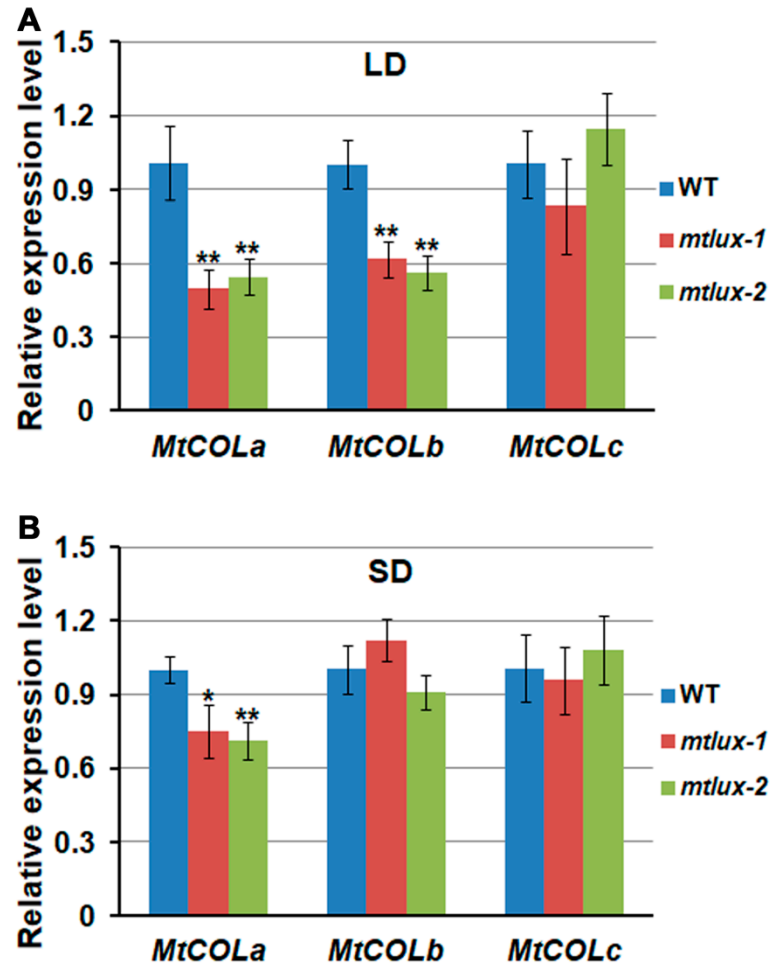 A
LD
Relative expression level
1.5
1.2
0.9
0.6
0.3
0
** **
** **
MtCOLa MtCOLb MtCOLc
WT
mtlux-1
mtlux-2
B
SD
Relative expression level
1.5
1.2
0.9
0.6
0.3
0
* **
MtCOLa MtCOLb MtCOLc
WT
mtlux-1
mtlux-2